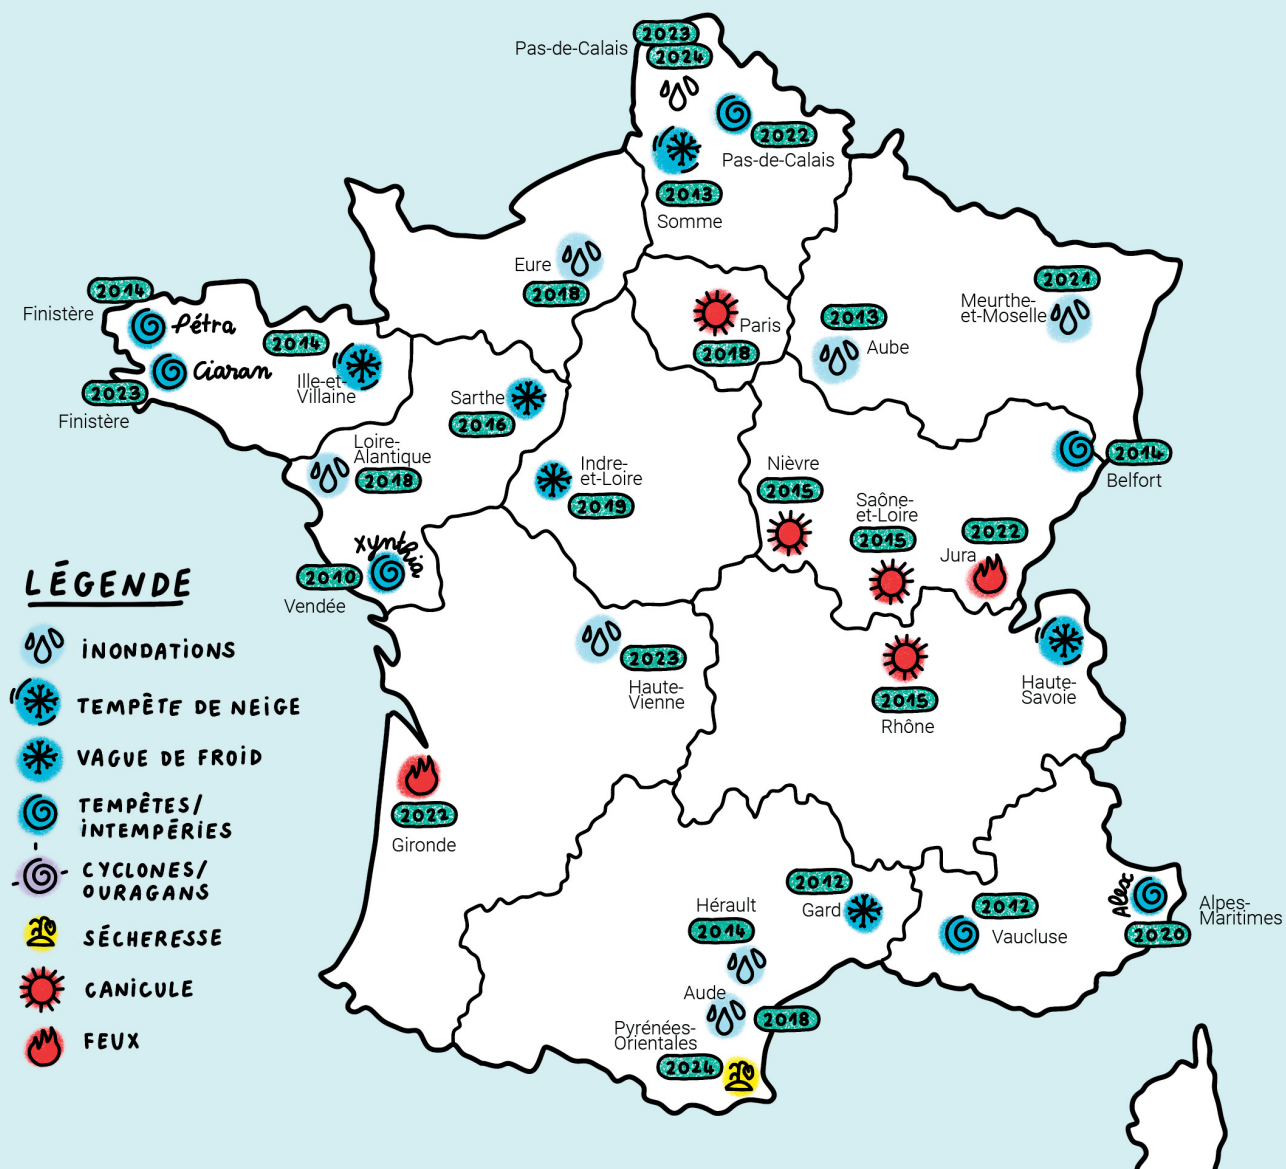 Pas-de-Calais
2023
2024
2022
Pas-de-Calais
2013
Somme
Eure
2018
2021
Meurthe-
et-Moselle
2014
Finistère
Pétra
2014
Ille-et-
Villaine
Ciaran
2023
Finistère
Paris
2018
2013
Aube
Sarthe
2016
Loire-
Alantique
2018
Indre-
et-Loire
2019
Nièvre
2015
Saône-
et-Loire
2015
2022
Jura
2014
Belfort
Xynthia
2010
Vendée
2023
Haute-
Vienne
2015
Rhône
Haute-
Savoie
2022
Gironde
2012
Gard
Hérault
2014
Aude
2018
Pyrénées-
Orientales
2024
2012
Vaucluse
Alex
Alpes-
Maritimes
2020
LÉGENDE
INONDATIONS
TEMPÊTE DE NEIGE
VAGUE DE FROID
TEMPÊTES/
INTEMPÉRIES
CYCLONES/
OURAGANS
SÉCHERESSE
CANICULE
FEUX